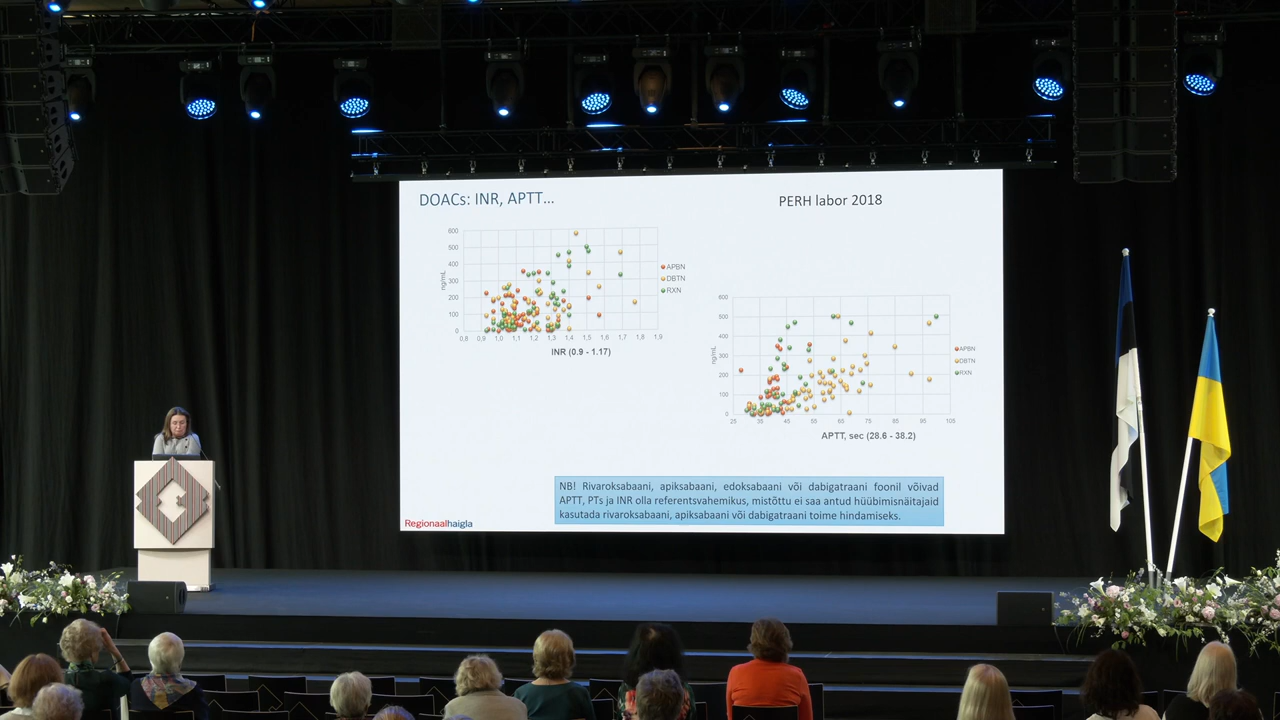 DOACs: INR, APTT...
PERH labor 2018
600
500
400
300
200
100
0
ng/mL
0,8 0,9 1,0 1,1 1,2 1,3 1,4 1,5 1,6 1,7 1,8 1,9
INR (0.9 - 1.17)
APBN
DBTN
RXN
600
500
400
300
200
100
0
ng/mL
25 35 45 55 65 75 85 95 105
APTT, sec (28.6 - 38.2)
APBN
DBTN
RXN
NB! Rivaroksabaani, apiksabaani, edoksabaani või dabigatraani foonil võivad
APTT, PTs ja INR olla referentsvahemikus, mistõttu ei saa antud hüübimisnäitajaid
kasutada rivaroksabaani, apiksabaani või dabigatraani toime hindamiseks.
Regionaalhaigla